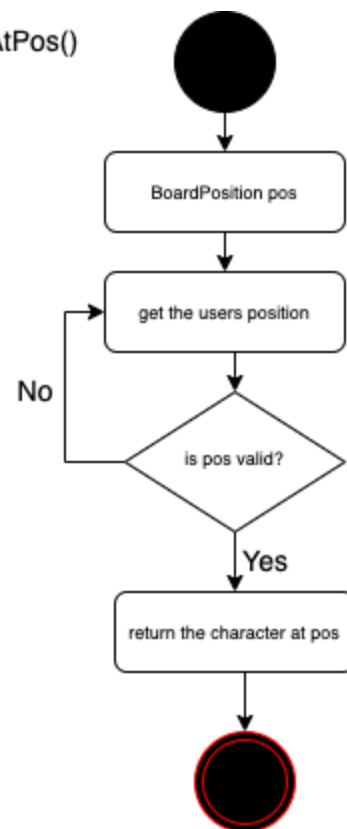 AtPos()
BoardPosition pos
get the users position
No
is pos valid?
Yes
return the character at pos